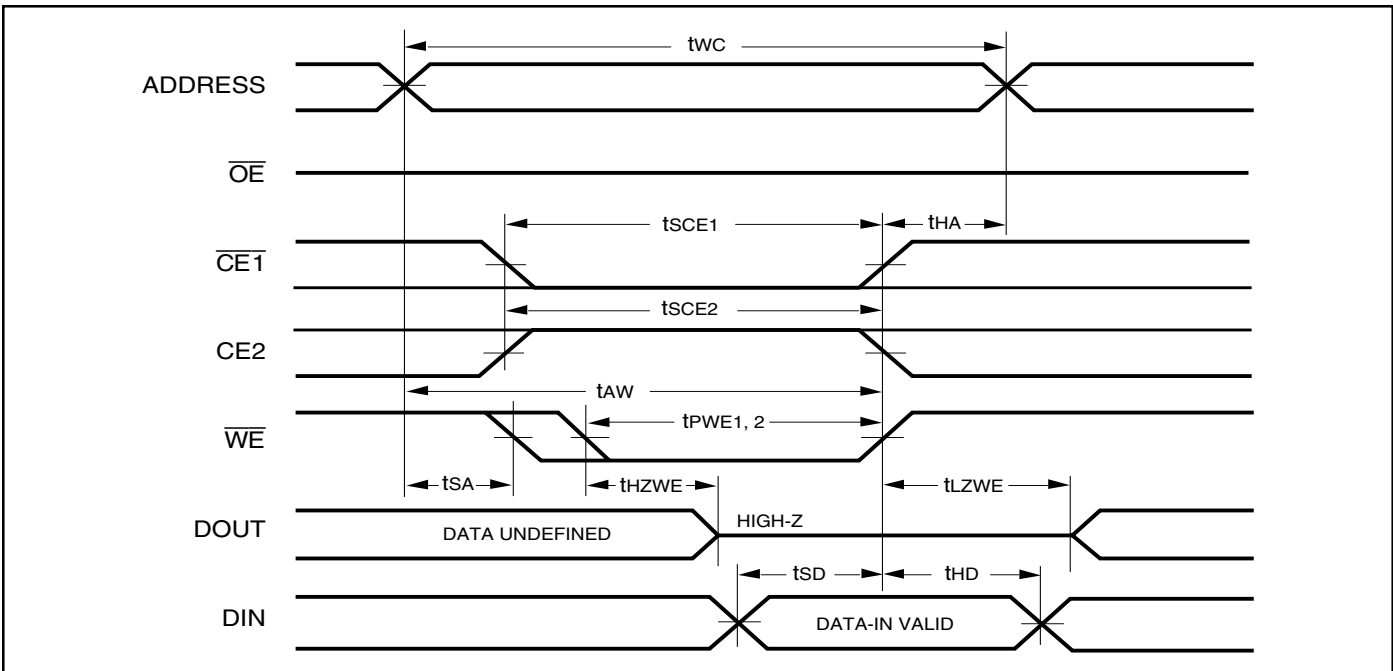 tWC
ADDRESS
OE
tSCE1
tHA
CE1
tSCE2
CE2
tAW
tPWE1, 2
WE
tSA
tHZWE
tLZWE
HIGH-Z
DOUT
DATA UNDEFINED
tSD
tHD
DIN
DATA-IN VALID